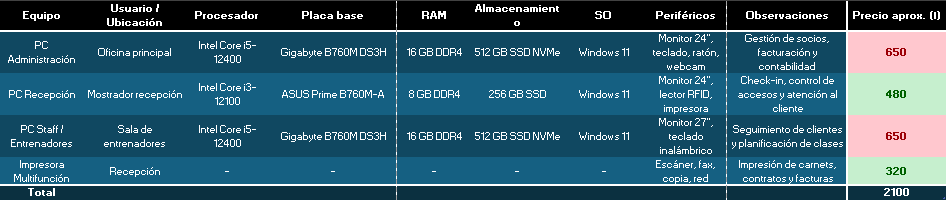 Equipo | Usuario / Ubicación | Procesador | Placa base | RAM | Almacenamiento | SO | Periféricos | Observaciones | Precio aprox. (I)
PC Administración | Oficina principal | Intel Core i5-12400 | Gigabyte B760M DS3H | 16 GB DDR4 | 512 GB SSD NVMe | Windows 11 | Monitor 24", teclado, ratón, webcam | Gestión de socios, facturación y contabilidad | 650
PC Recepción | Mostrador recepción | Intel Core i3-12100 | ASUS Prime B760M-A | 8 GB DDR4 | 256 GB SSD | Windows 11 | Monitor 24", lector RFID, impresora | Check-in, control de accesos y atención al cliente | 480
PC Staff / Entrenadores | Sala de entrenadores | Intel Core i5-12400 | Gigabyte B760M DS3H | 16 GB DDR4 | 512 GB SSD NVMe | Windows 11 | Monitor 27", teclado inalámbrico | Seguimiento de clientes y planificación de clases | 650
Impresora Multifunción | Recepción | - | - | - | - | - | Escáner, fax, copia, red | Impresión de carnets, contratos y facturas | 320
Total | 2100